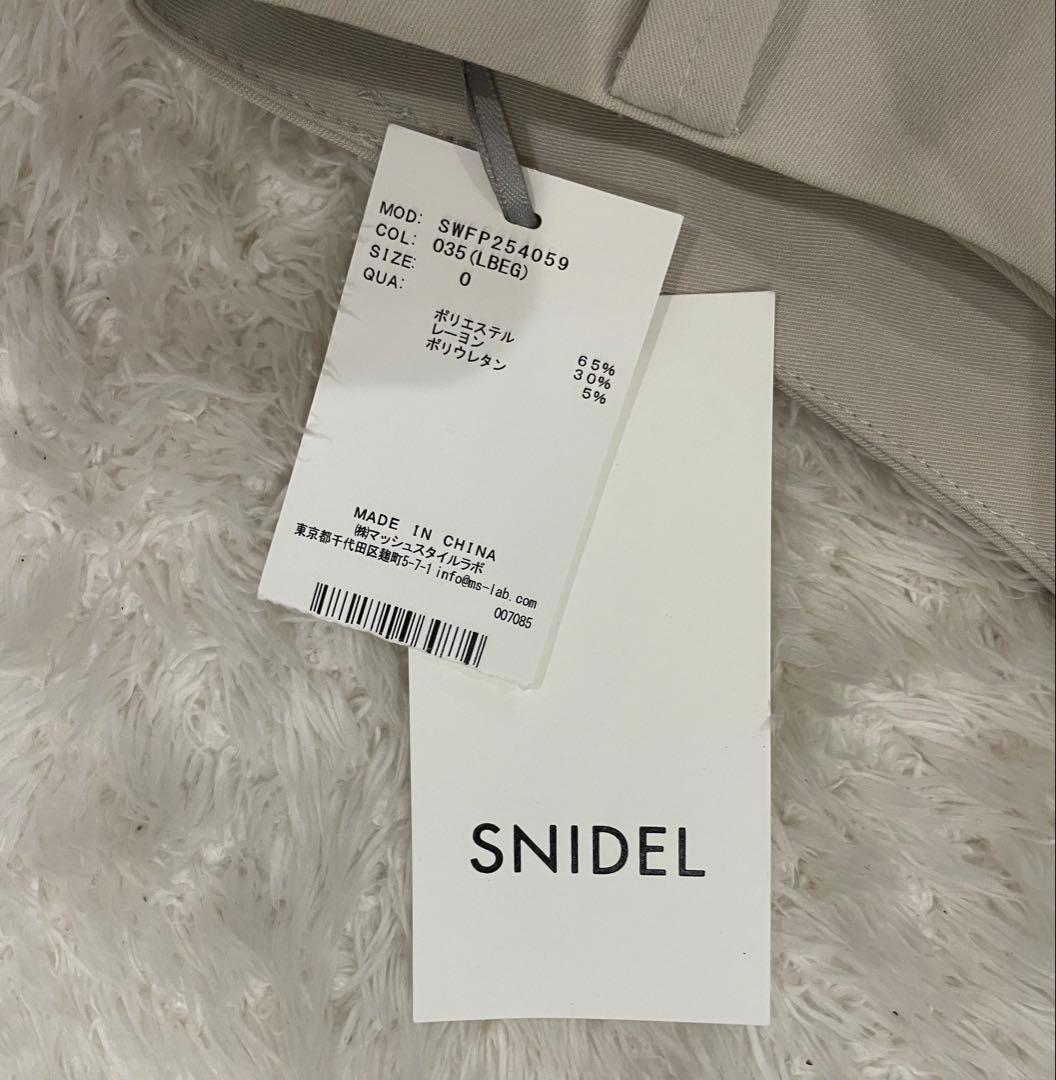 MOD: SWFP254059
COL: 035(LBEG)
SIZE: 0
QUA:
ポリエステル 65%
レーヨン 30%
ポリウレタン 5%
MADE IN CHINA
㈱マッシュスタイルラボ
東京都千代田区麹町5-7-1 info@ms-lab.com
007085
SNIDEL